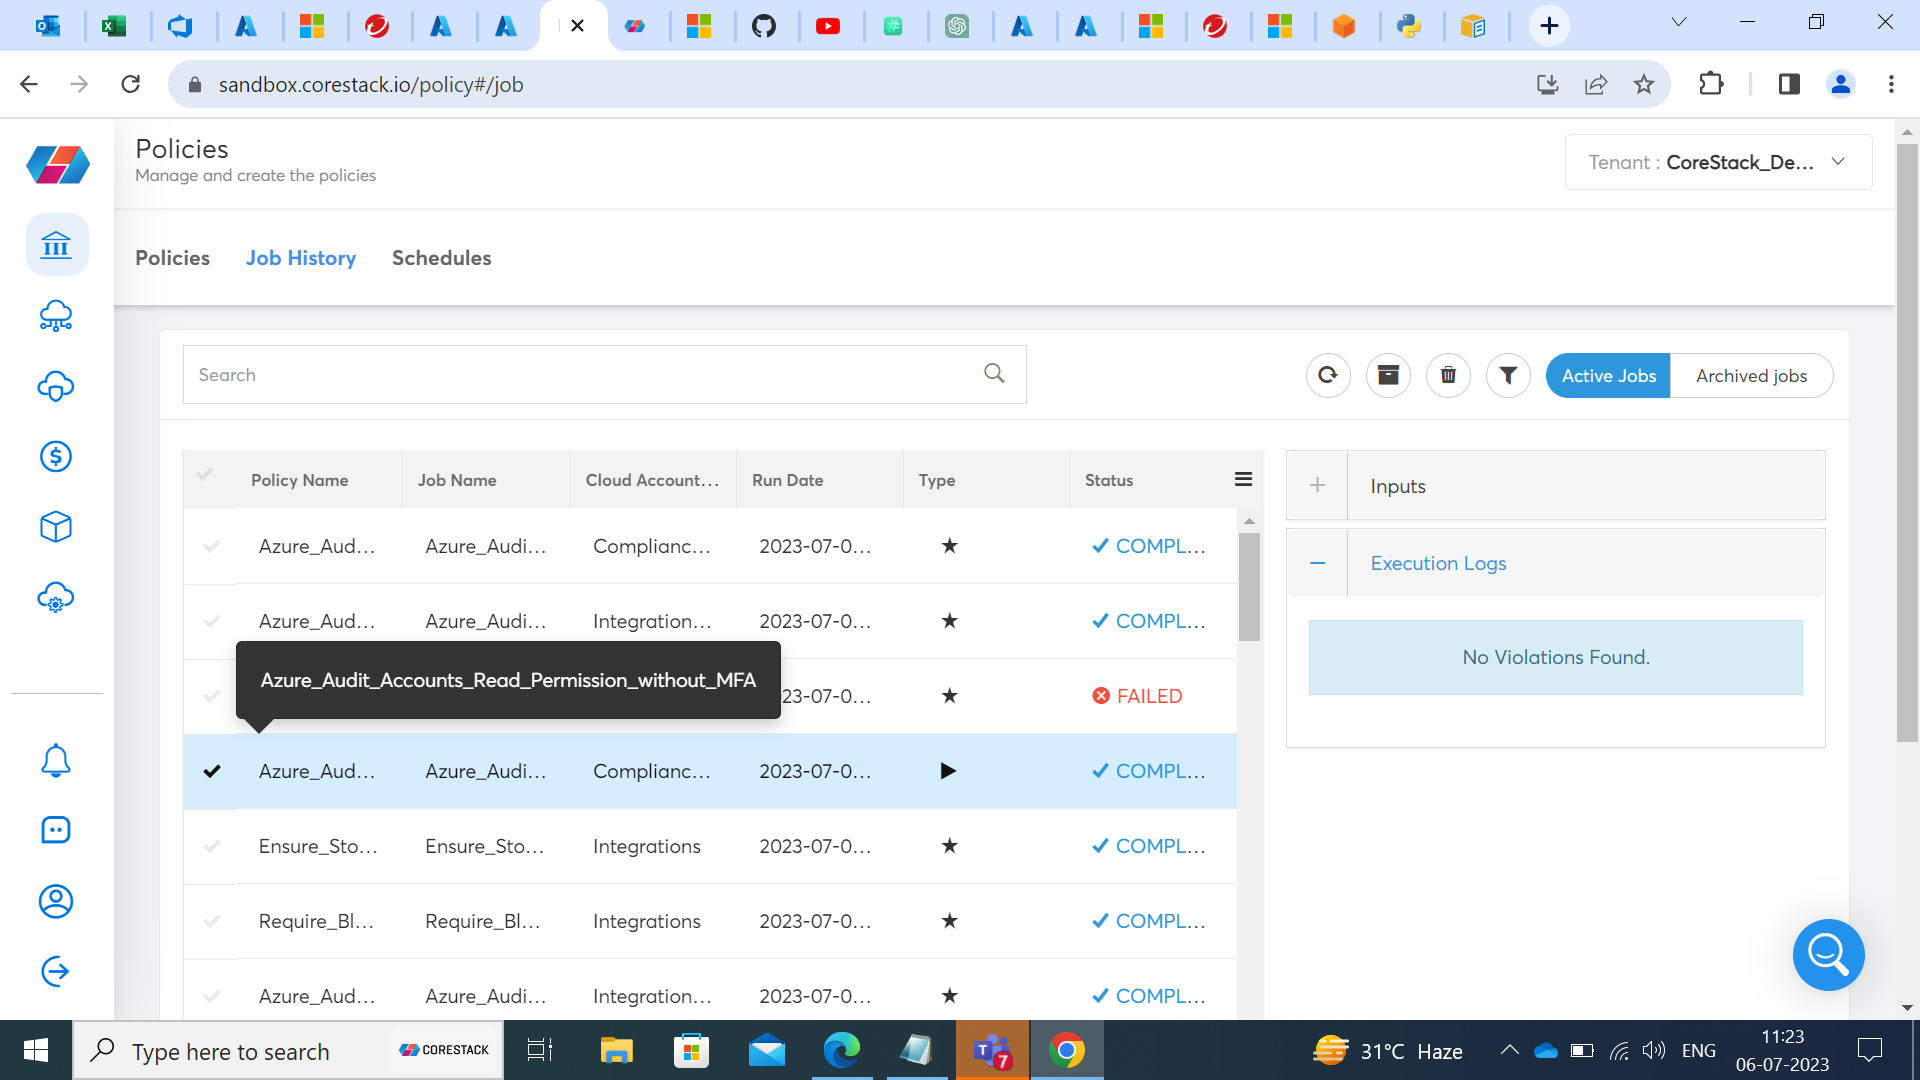 sandbox.corestack.io/policy#/job
Policies
Manage and create the policies
Tenant : CoreStack_De...
Policies Job History Schedules
Search
Active Jobs Archived jobs
Policy Name Job Name Cloud Account... Run Date Type Status
Azure_Aud... Azure_Audi... Complianc... 2023-07-0... COMPL...
Azure_Aud... Azure_Audi... Integration... 2023-07-0... COMPL...
Azure_Audit_Accounts_Read_Permission_without_MFA
23-07-0... FAILED
Azure_Aud... Azure_Audi... Complianc... 2023-07-0... COMPL...
Ensure_Sto... Ensure_Sto... Integrations 2023-07-0... COMPL...
Require_Bl... Require_Bl... Integrations 2023-07-0... COMPL...
Azure_Aud... Azure_Audi... Integration... 2023-07-0... COMPL...
Inputs
Execution Logs
No Violations Found.
Type here to search
CORESTACK
7
31°C Haze
ENG
11:23
06-07-2023